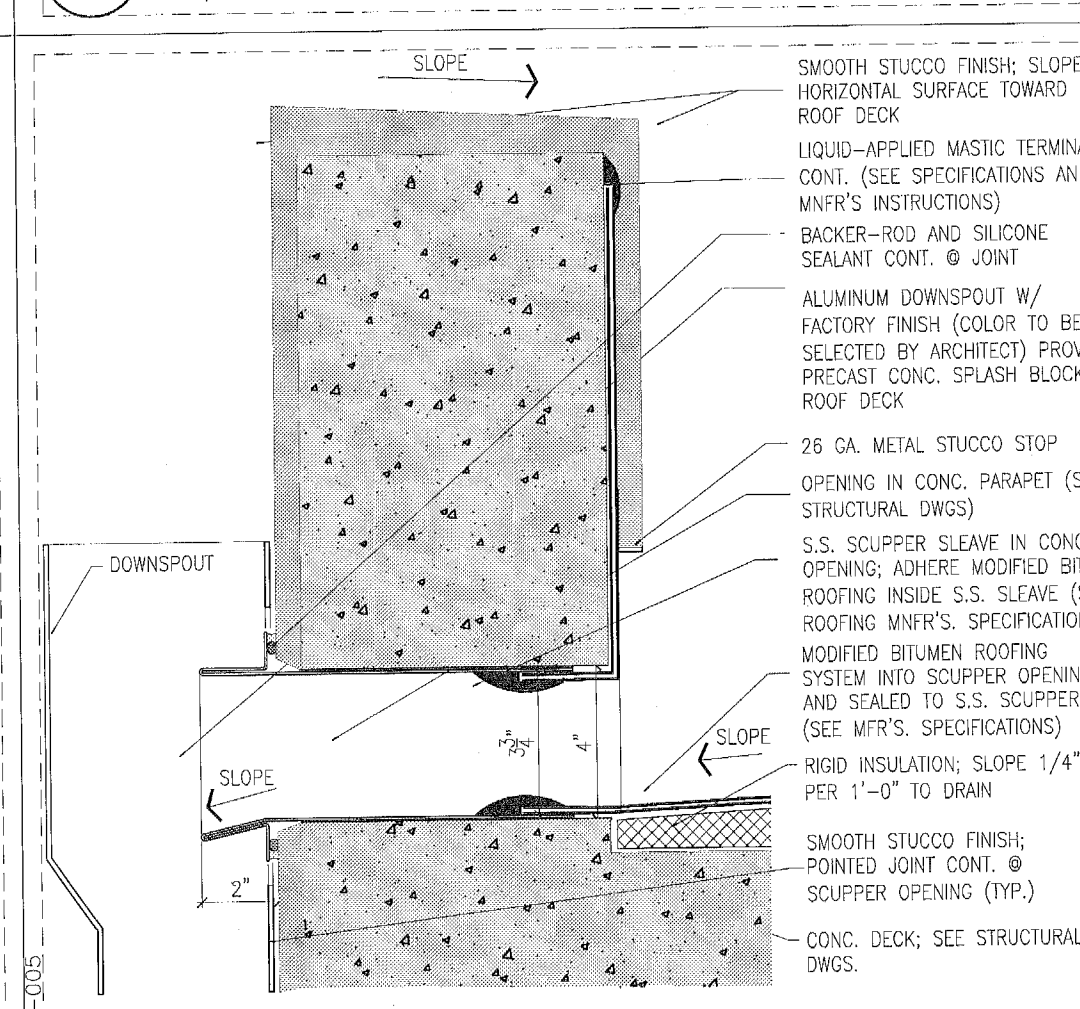 SLOPE
SMOOTH STUCCO FINISH; SLOPE
HORIZONTAL SURFACE TOWARD
ROOF DECK
LIQUID-APPLIED MASTIC TERMINA
CONT. (SEE SPECIFICATIONS AN
MNFR'S INSTRUCTIONS)
BACKER-ROD AND SILICONE
SEALANT CONT. @ JOINT
ALUMINUM DOWNSPOUT W/
FACTORY FINISH (COLOR TO BE
SELECTED BY ARCHITECT) PROV
PRECAST CONC. SPLASH BLOCK
ROOF DECK
26 GA. METAL STUCCO STOP
OPENING IN CONC. PARAPET (S
STRUCTURAL DWGS)
S.S. SCUPPER SLEAVE IN CONC
OPENING; ADHERE MODIFIED BIT
ROOFING INSIDE S.S. SLEAVE (S
ROOFING MNFR'S. SPECIFICATION
MODIFIED BITUMEN ROOFING
SYSTEM INTO SCUPPER OPENIN
AND SEALED TO S.S. SCUPPER
(SEE MFR'S. SPECIFICATIONS)
RIGID INSULATION; SLOPE 1/4"
PER 1'-0" TO DRAIN
SMOOTH STUCCO FINISH;
POINTED JOINT CONT. @
SCUPPER OPENING (TYP.)
CONC. DECK; SEE STRUCTURAL
DWGS.
DOWNSPOUT
SLOPE
3 3/4"
4"
SLOPE
2"
1
-005